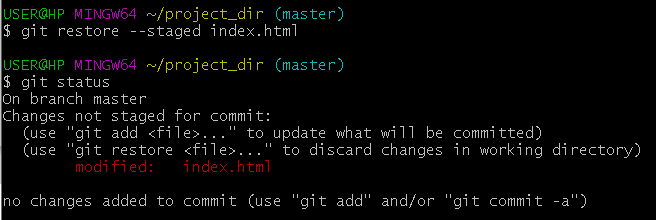 USER@HP MINGW64 ~/project_dir (master)
$ git restore --staged index.html
USER@HP MINGW64 ~/project_dir (master)
$ git status
On branch master
Changes not staged for commit:
  (use "git add <file>..." to update what will be committed)
  (use "git restore <file>..." to discard changes in working directory)
        modified:   index.html
no changes added to commit (use "git add" and/or "git commit -a")